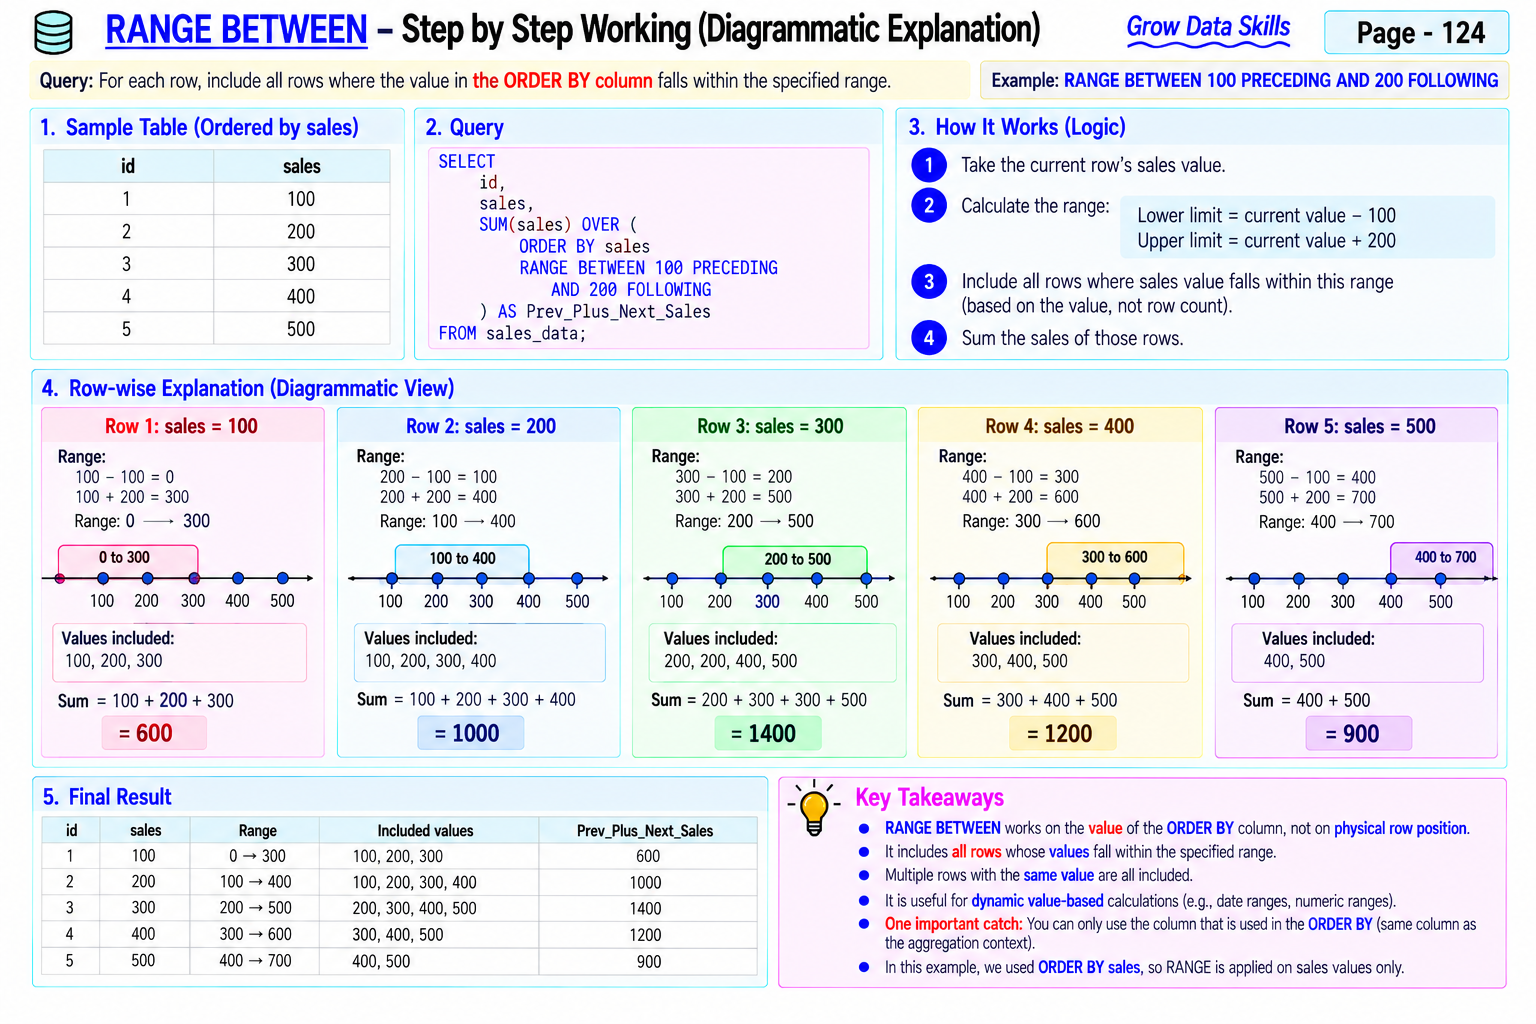 RANGE BETWEEN – Step by Step Working (Diagrammatic Explanation)
Grow Data Skills
Page - 124
Query: For each row, include all rows where the value in the ORDER BY column falls within the specified range.
Example: RANGE BETWEEN 100 PRECEDING AND 200 FOLLOWING
1. Sample Table (Ordered by sales)
id sales
1 100
2 200
3 300
4 400
5 500
2. Query
SELECT
id,
sales,
SUM(sales) OVER (
ORDER BY sales
RANGE BETWEEN 100 PRECEDING
AND 200 FOLLOWING
) AS Prev_Plus_Next_Sales
FROM sales_data;
3. How It Works (Logic)
1 Take the current row's sales value.
2 Calculate the range:
Lower limit = current value – 100
Upper limit = current value + 200
3 Include all rows where sales value falls within this range
(based on the value, not row count).
4 Sum the sales of those rows.
4. Row-wise Explanation (Diagrammatic View)
Row 1: sales = 100
Range:
100 – 100 = 0
100 + 200 = 300
Range: 0 → 300
0 to 300
100 200 300 400 500
Values included:
100, 200, 300
Sum = 100 + 200 + 300
= 600
Row 2: sales = 200
Range:
200 – 100 = 100
200 + 200 = 400
Range: 100 → 400
100 to 400
100 200 300 400 500
Values included:
100, 200, 300, 400
Sum = 100 + 200 + 300 + 400
= 1000
Row 3: sales = 300
Range:
300 – 100 = 200
300 + 200 = 500
Range: 200 → 500
200 to 500
100 200 300 400 500
Values included:
200, 200, 400, 500
Sum = 200 + 300 + 300 + 500
= 1400
Row 4: sales = 400
Range:
400 – 100 = 300
400 + 200 = 600
Range: 300 → 600
300 to 600
100 200 300 400 500
Values included:
300, 400, 500
Sum = 300 + 400 + 500
= 1200
Row 5: sales = 500
Range:
500 – 100 = 400
500 + 200 = 700
Range: 400 → 700
400 to 700
100 200 300 400 500
Values included:
400, 500
Sum = 400 + 500
= 900
5. Final Result
id sales Range Included values Prev_Plus_Next_Sales
1 100 0 → 300 100, 200, 300 600
2 200 100 → 400 100, 200, 300, 400 1000
3 300 200 → 500 200, 300, 400, 500 1400
4 400 300 → 600 300, 400, 500 1200
5 500 400 → 700 400, 500 900
Key Takeaways
● RANGE BETWEEN works on the value of the ORDER BY column, not on physical row position.
● It includes all rows whose values fall within the specified range.
● Multiple rows with the same value are all included.
● It is useful for dynamic value-based calculations (e.g., date ranges, numeric ranges).
● One important catch: You can only use the column that is used in the ORDER BY (same column as
the aggregation context).
● In this example, we used ORDER BY sales, so RANGE is applied on sales values only.